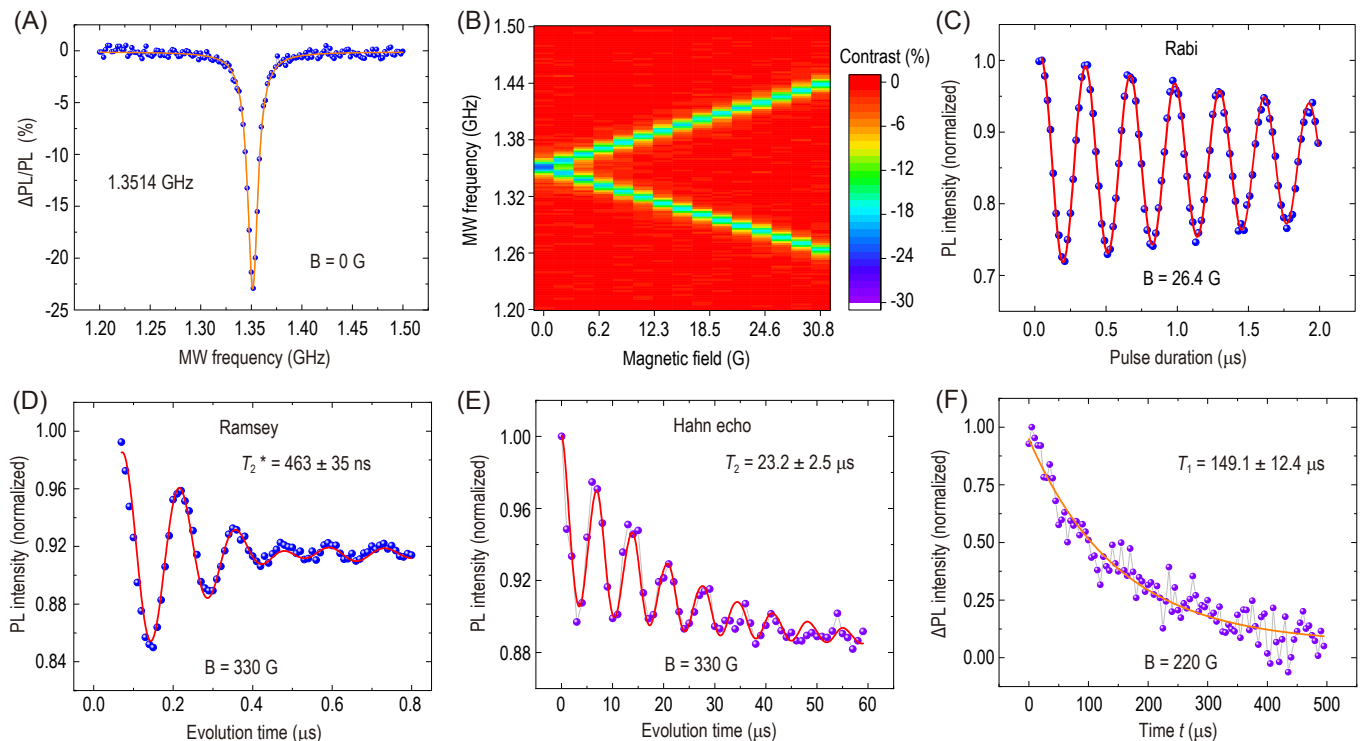 (A)
ΔPL/PL (%)
0
-5
-10
-15
-20
-25
1.3514 GHz
B = 0 G
1.20 1.30 1.35 1.40 1.50
MW frequency (GHz)
(B)
MW frequency (GHz)
1.50
1.44
1.38
1.32
1.26
1.20
0.0 6.2 12.3 18.5 24.6 30.8
Magnetic field (G)
Contrast (%)
0
-6
-12
-18
-24
-30
(C)
PL intensity (normalized)
1.0
0.9
0.8
0.7
Rabi
B = 26.4 G
0.0 0.5 1.0 1.5 2.0
Pulse duration (μs)
(D)
PL intensity (normalized)
1.00
0.96
0.92
0.88
0.84
Ramsey
T2 * = 463 ± 35 ns
B = 330 G
0.0 0.2 0.4 0.6 0.8
Evolution time (μs)
(E)
PL intensity (normalized)
1.00
0.96
0.92
0.88
Hahn echo
T2 = 23.2 ± 2.5 μs
B = 330 G
0 10 20 30 40 50 60
Evolution time (μs)
(F)
ΔPL intensity (normalized)
1.00
0.75
0.50
0.25
0.00
T1 = 149.1 ± 12.4 μs
B = 220 G
0 100 200 300 400 500
Time t (μs)